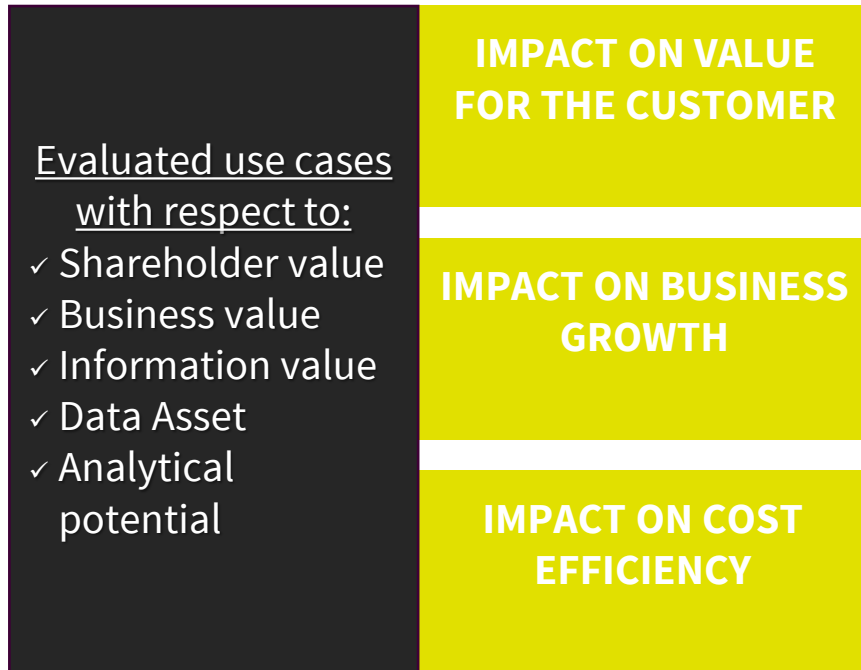 Evaluated use cases
with respect to:
✓ Shareholder value
✓ Business value
✓ Information value
✓ Data Asset
✓ Analytical
potential
IMPACT ON VALUE
FOR THE CUSTOMER
IMPACT ON BUSINESS
GROWTH
IMPACT ON COST
EFFICIENCY